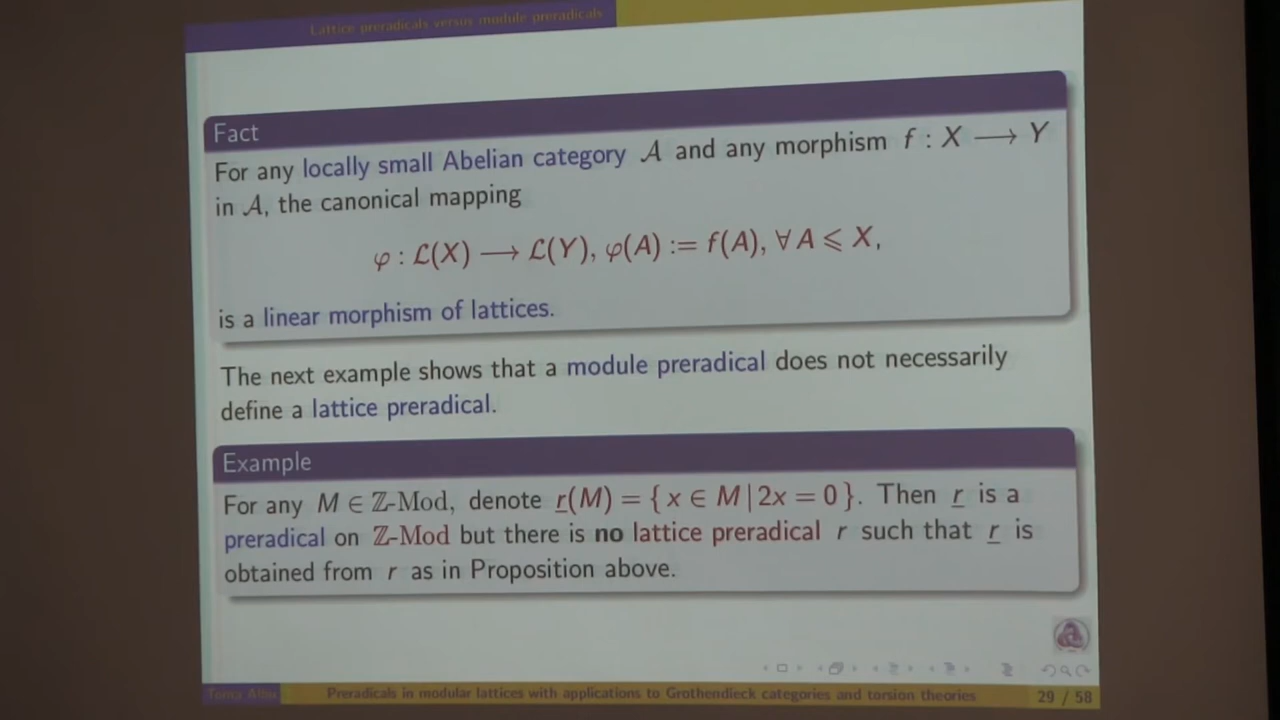 Lattice preradicals versus module preradicals
Fact
For any locally small Abelian category 𝒜 and any morphism f : X ⟶ Y
in 𝒜, the canonical mapping
φ : ℒ(X) ⟶ ℒ(Y), φ(A) := f(A), ∀ A ⩽ X,
is a linear morphism of lattices.
The next example shows that a module preradical does not necessarily
define a lattice preradical.
Example
For any M ∈ ℤ-Mod, denote r̲(M) = { x ∈ M | 2x = 0 }. Then r̲ is a
preradical on ℤ-Mod but there is no lattice preradical r such that r̲ is
obtained from r as in Proposition above.
Toma Albu Preradicals in modular lattices with applications to Grothendieck categories and torsion theories 29 / 58